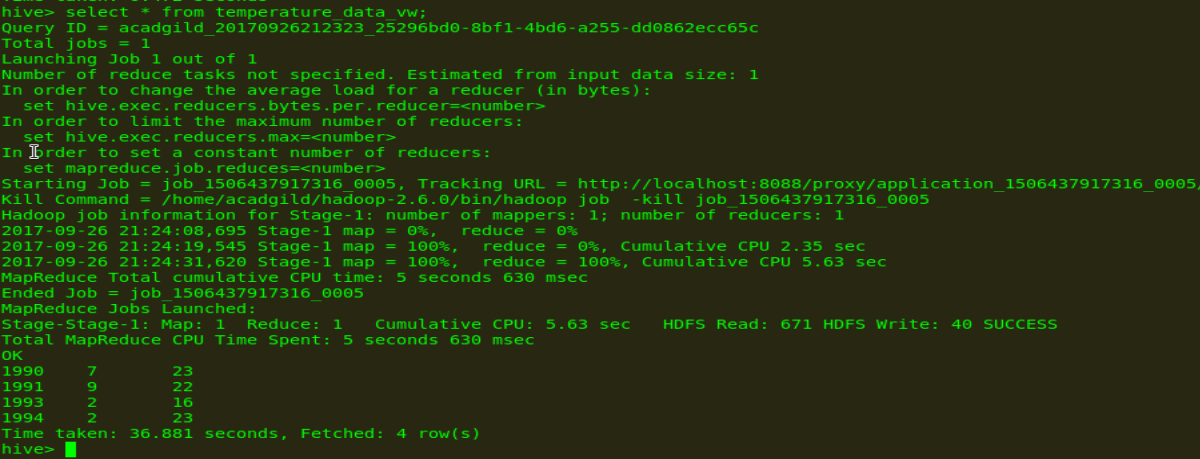 hive> select * from temperature_data_vw;
Query ID = acadgild_20170926212323_25296bd0-8bf1-4bd6-a255-dd0862ecc65c
Total jobs = 1
Launching Job 1 out of 1
Number of reduce tasks not specified. Estimated from input data size: 1
In order to change the average load for a reducer (in bytes):
  set hive.exec.reducers.bytes.per.reducer=<number>
In order to limit the maximum number of reducers:
  set hive.exec.reducers.max=<number>
In order to set a constant number of reducers:
  set mapreduce.job.reduces=<number>
Starting Job = job_1506437917316_0005, Tracking URL = http://localhost:8088/proxy/application_1506437917316_0005/
Kill Command = /home/acadgild/hadoop-2.6.0/bin/hadoop job  -kill job_1506437917316_0005
Hadoop job information for Stage-1: number of mappers: 1; number of reducers: 1
2017-09-26 21:24:08,695 Stage-1 map = 0%,  reduce = 0%
2017-09-26 21:24:19,545 Stage-1 map = 100%,  reduce = 0%, Cumulative CPU 2.35 sec
2017-09-26 21:24:31,620 Stage-1 map = 100%,  reduce = 100%, Cumulative CPU 5.63 sec
MapReduce Total cumulative CPU time: 5 seconds 630 msec
Ended Job = job_1506437917316_0005
MapReduce Jobs Launched:
Stage-Stage-1: Map: 1  Reduce: 1   Cumulative CPU: 5.63 sec   HDFS Read: 671 HDFS Write: 40 SUCCESS
Total MapReduce CPU Time Spent: 5 seconds 630 msec
OK
1990	7	23
1991	9	22
1993	2	16
1994	2	23
Time taken: 36.881 seconds, Fetched: 4 row(s)
hive>